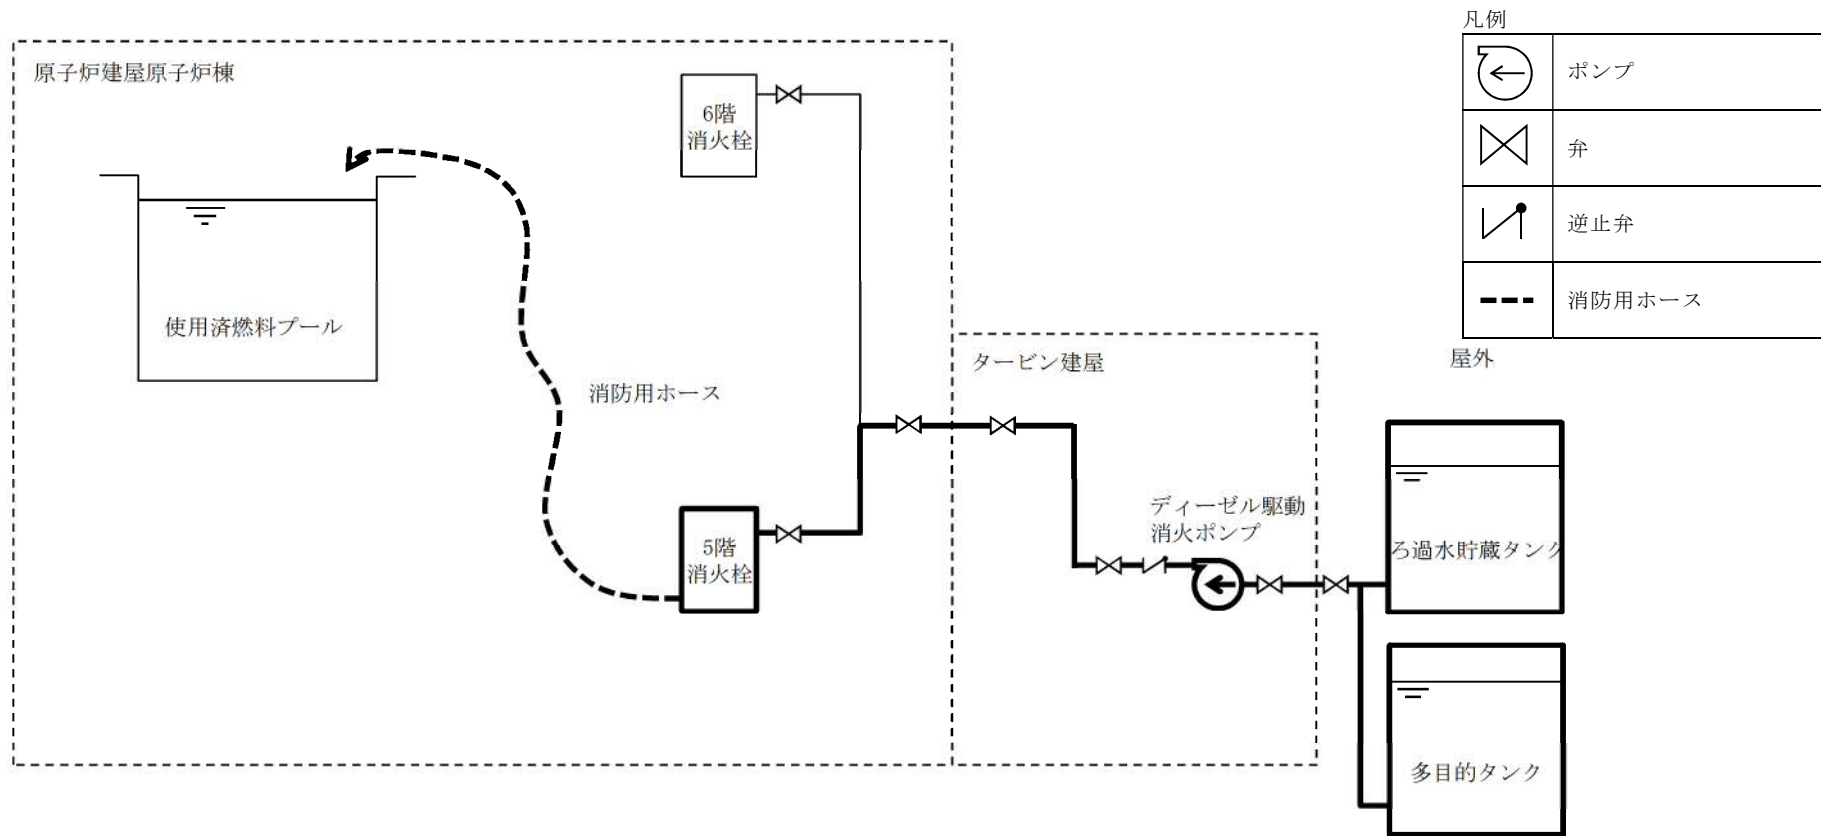 凡例
ポンプ
弁
逆止弁
消防用ホース
原子炉建屋原子炉棟
6階
消火栓
使用済燃料プール
消防用ホース
5階
消火栓
タービン建屋
ディーゼル駆動
消火ポンプ
屋外
ろ過水貯蔵タンク
多目的タンク